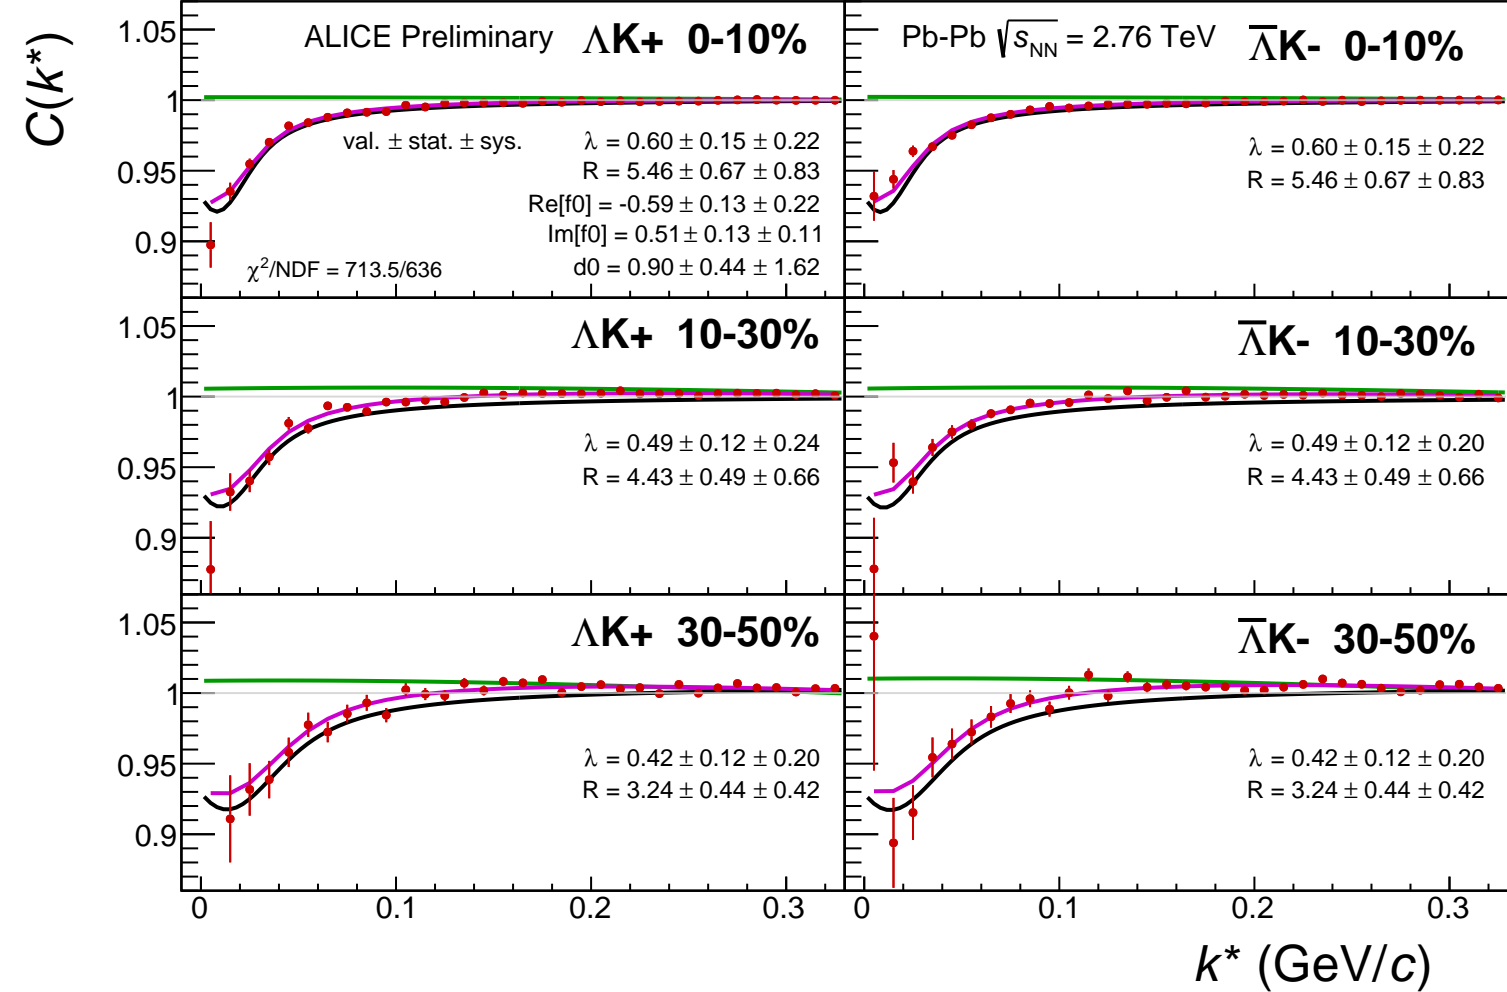 C(k*)
ALICE Preliminary ΛK+ 0-10%
1.05
1
0.95
0.9
val. ± stat. ± sys.
λ = 0.60 ± 0.15 ± 0.22
R = 5.46 ± 0.67 ± 0.83
Re[f0] = -0.59 ± 0.13 ± 0.22
Im[f0] = 0.51 ± 0.13 ± 0.11
d0 = 0.90 ± 0.44 ± 1.62
χ²/NDF = 713.5/636
Pb-Pb √sNN = 2.76 TeV Λ̅K- 0-10%
λ = 0.60 ± 0.15 ± 0.22
R = 5.46 ± 0.67 ± 0.83
ΛK+ 10-30%
1.05
1
0.95
0.9
λ = 0.49 ± 0.12 ± 0.24
R = 4.43 ± 0.49 ± 0.66
Λ̅K- 10-30%
λ = 0.49 ± 0.12 ± 0.20
R = 4.43 ± 0.49 ± 0.66
ΛK+ 30-50%
1.05
1
0.95
0.9
λ = 0.42 ± 0.12 ± 0.20
R = 3.24 ± 0.44 ± 0.42
Λ̅K- 30-50%
λ = 0.42 ± 0.12 ± 0.20
R = 3.24 ± 0.44 ± 0.42
0 0.1 0.2 0.3 0 0.1 0.2 0.3
k* (GeV/c)